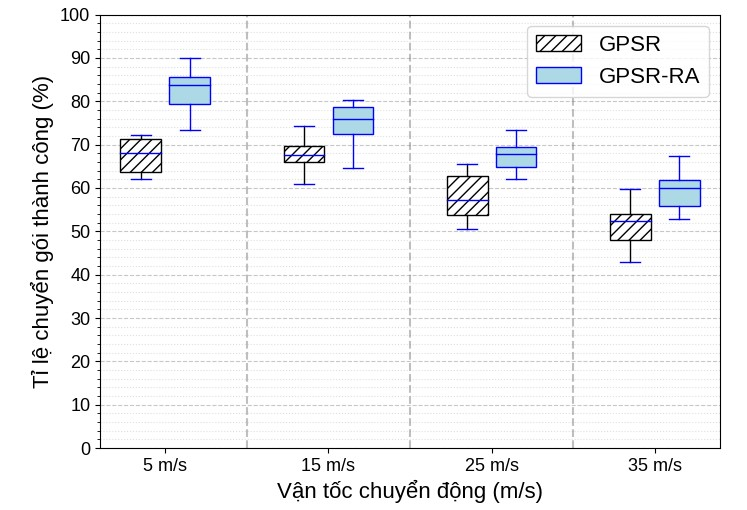 100
90
80
70
60
50
40
30
20
10
0
Tỉ lệ chuyển gói thành công (%)
GPSR
GPSR-RA
5 m/s
15 m/s
25 m/s
35 m/s
Vận tốc chuyển động (m/s)